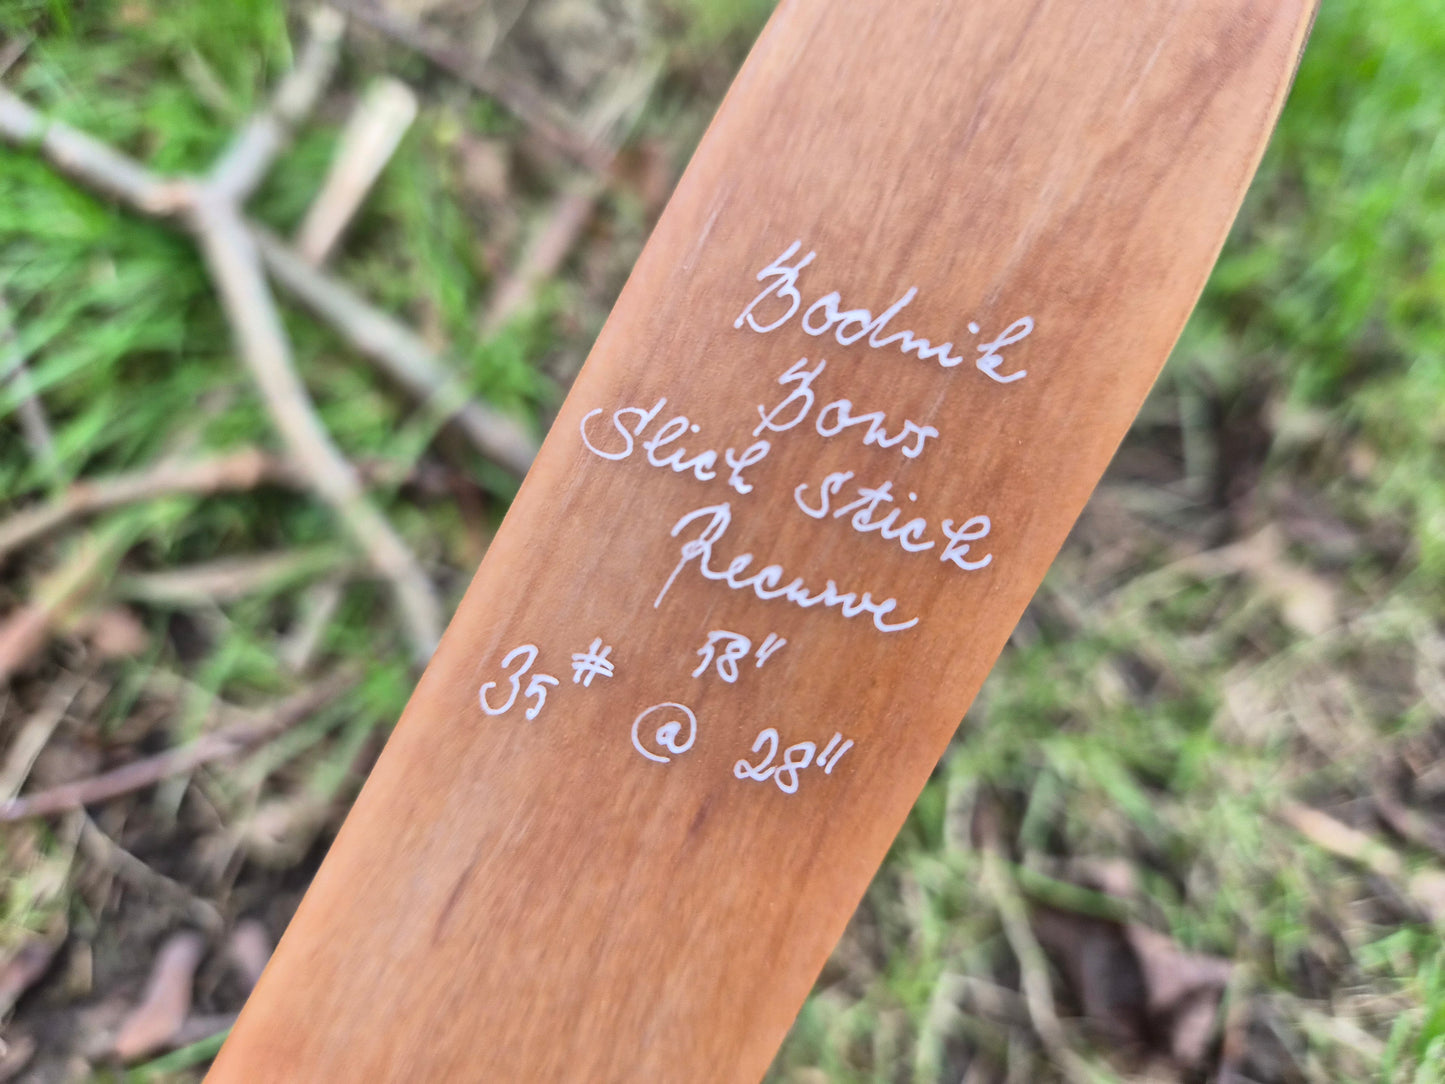 Bodnik
Bows
Slick Stick
Recurve
58"
35# @ 28"